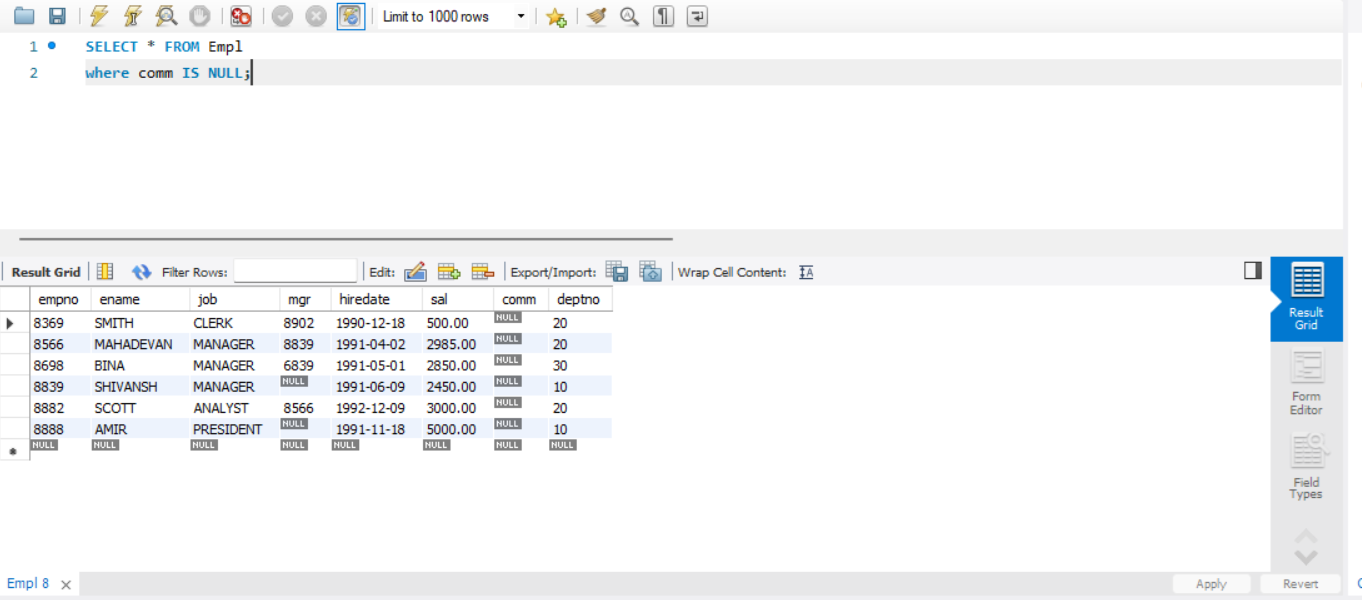 Limit to 1000 rows
1 SELECT * FROM Empl
2 where comm IS NULL;
Result Grid Filter Rows: Edit: Export/Import: Wrap Cell Content:
empno ename job mgr hiredate sal comm deptno
8369 SMITH CLERK 8902 1990-12-18 500.00 NULL 20
8566 MAHADEVAN MANAGER 8839 1991-04-02 2985.00 NULL 20
8698 BINA MANAGER 6839 1991-05-01 2850.00 NULL 30
8839 SHIVANSH MANAGER NULL 1991-06-09 2450.00 NULL 10
8882 SCOTT ANALYST 8566 1992-12-09 3000.00 NULL 20
8888 AMIR PRESIDENT NULL 1991-11-18 5000.00 NULL 10
NULL NULL NULL NULL NULL NULL NULL NULL
Result
Grid
Form
Editor
Field
Types
Empl 8
Apply Revert